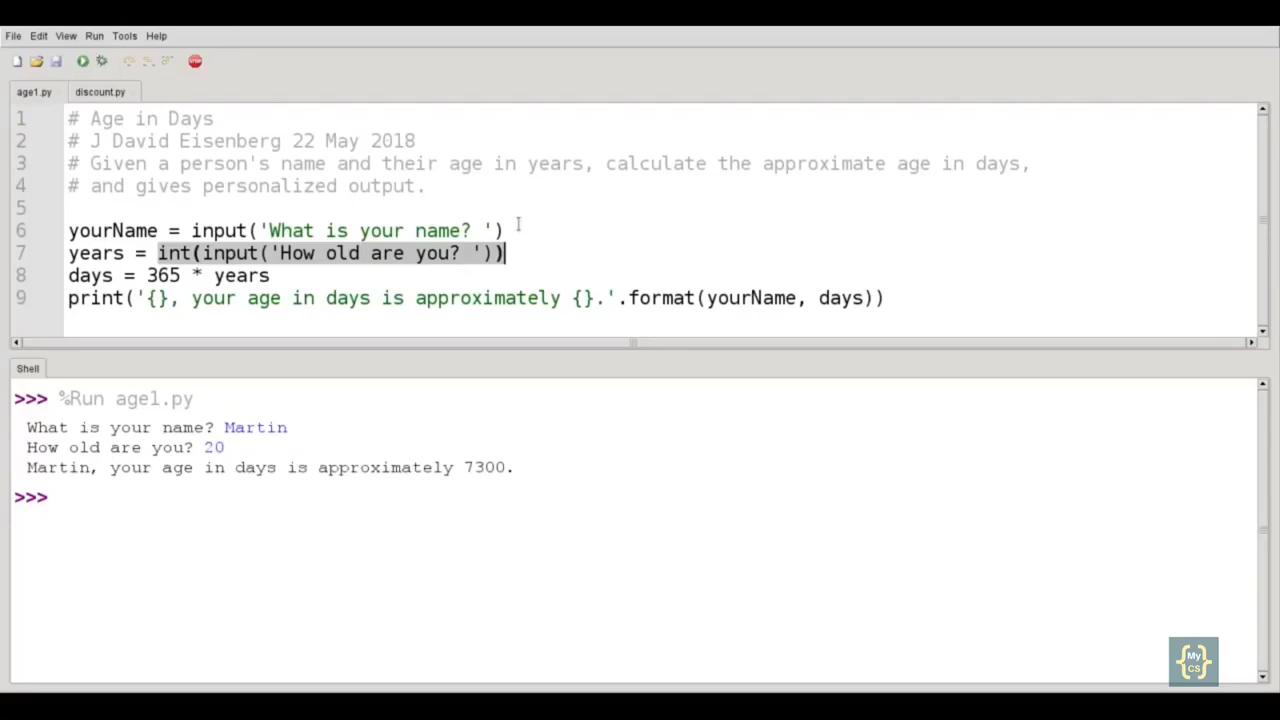 File Edit View Run Tools Help
STOP
age1.py discount.py
1 # Age in Days
2 # J David Eisenberg 22 May 2018
3 # Given a person's name and their age in years, calculate the approximate age in days,
4 # and gives personalized output.
5
6 yourName = input('What is your name? ')
7 years = int(input('How old are you? '))
8 days = 365 * years
9 print('{}, your age in days is approximately {}.'.format(yourName, days))
Shell
>>> %Run age1.py
What is your name? Martin
How old are you? 20
Martin, your age in days is approximately 7300.
>>>
{My}
CS